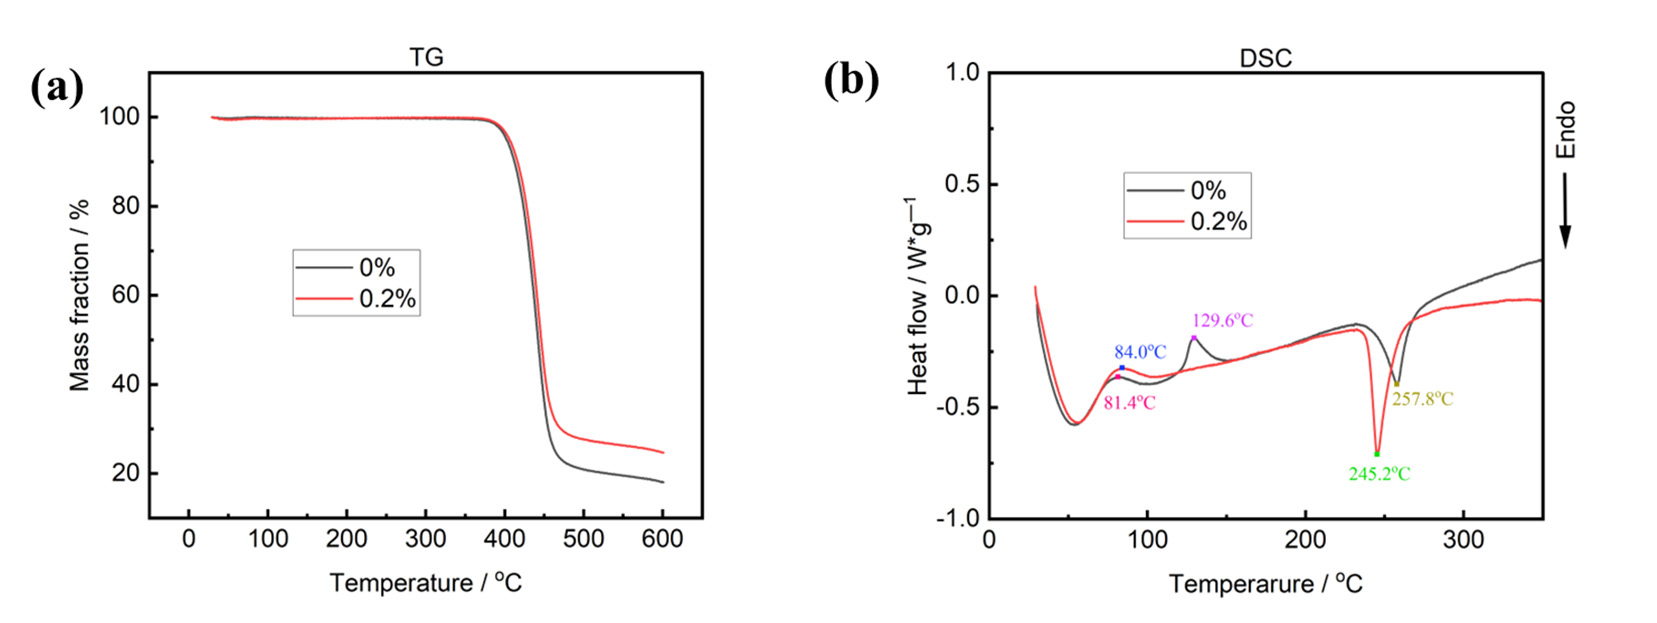 (a)
TG
100
80
60
40
20
Mass fraction / %
0%
0.2%
0 100 200 300 400 500 600
Temperature / °C
(b)
DSC
1.0
0.5
0.0
-0.5
-1.0
Heat flow / W*g—1
0%
0.2%
129.6°C
84.0°C
81.4°C
257.8°C
245.2°C
Endo
0 100 200 300
Temperarure / °C